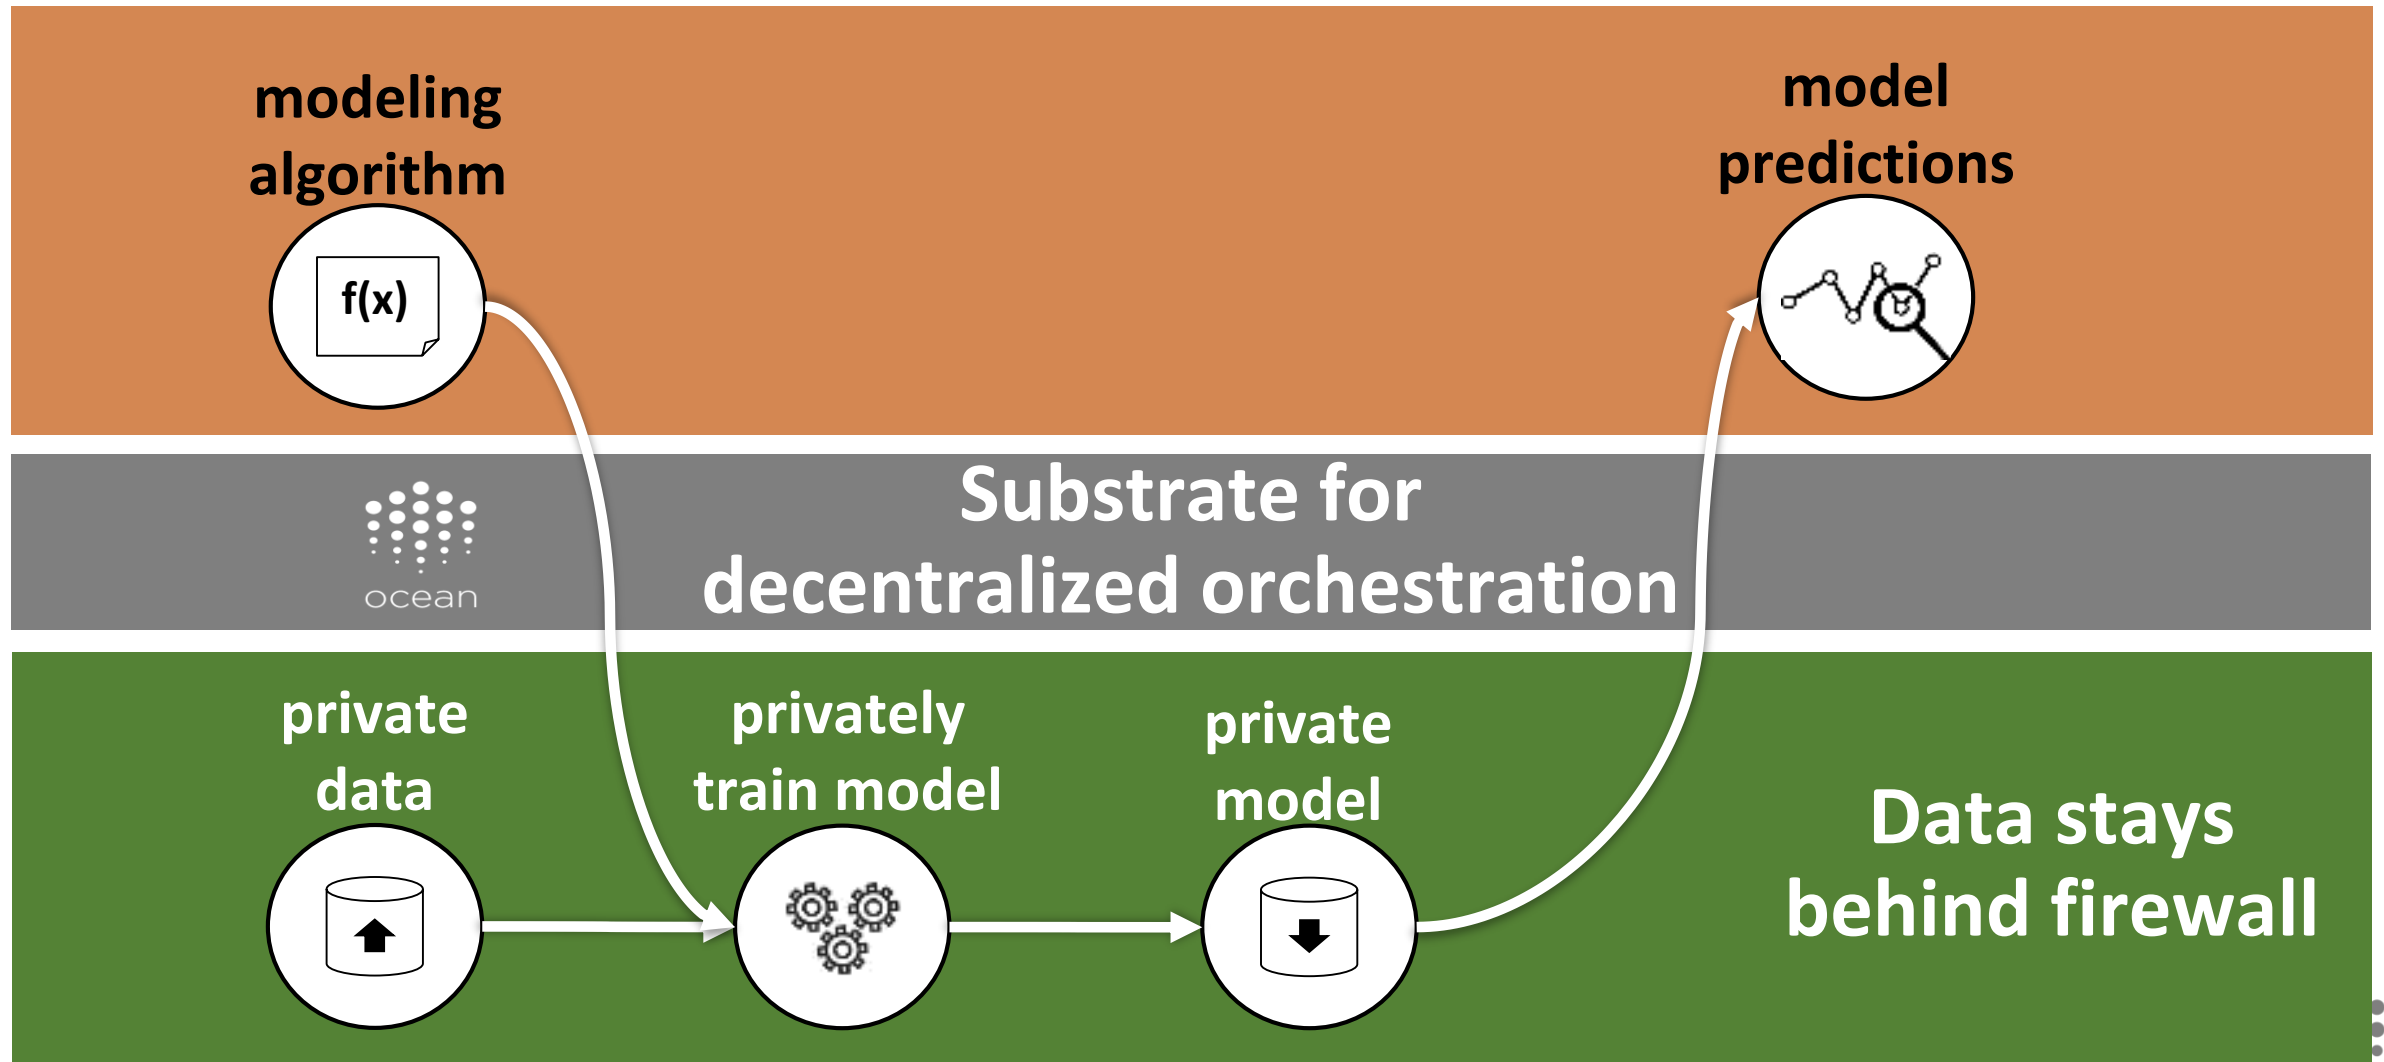 modeling
algorithm
f(x)
model
predictions
ocean
Substrate for
decentralized orchestration
private
data
privately
train model
private
model
Data stays
behind firewall